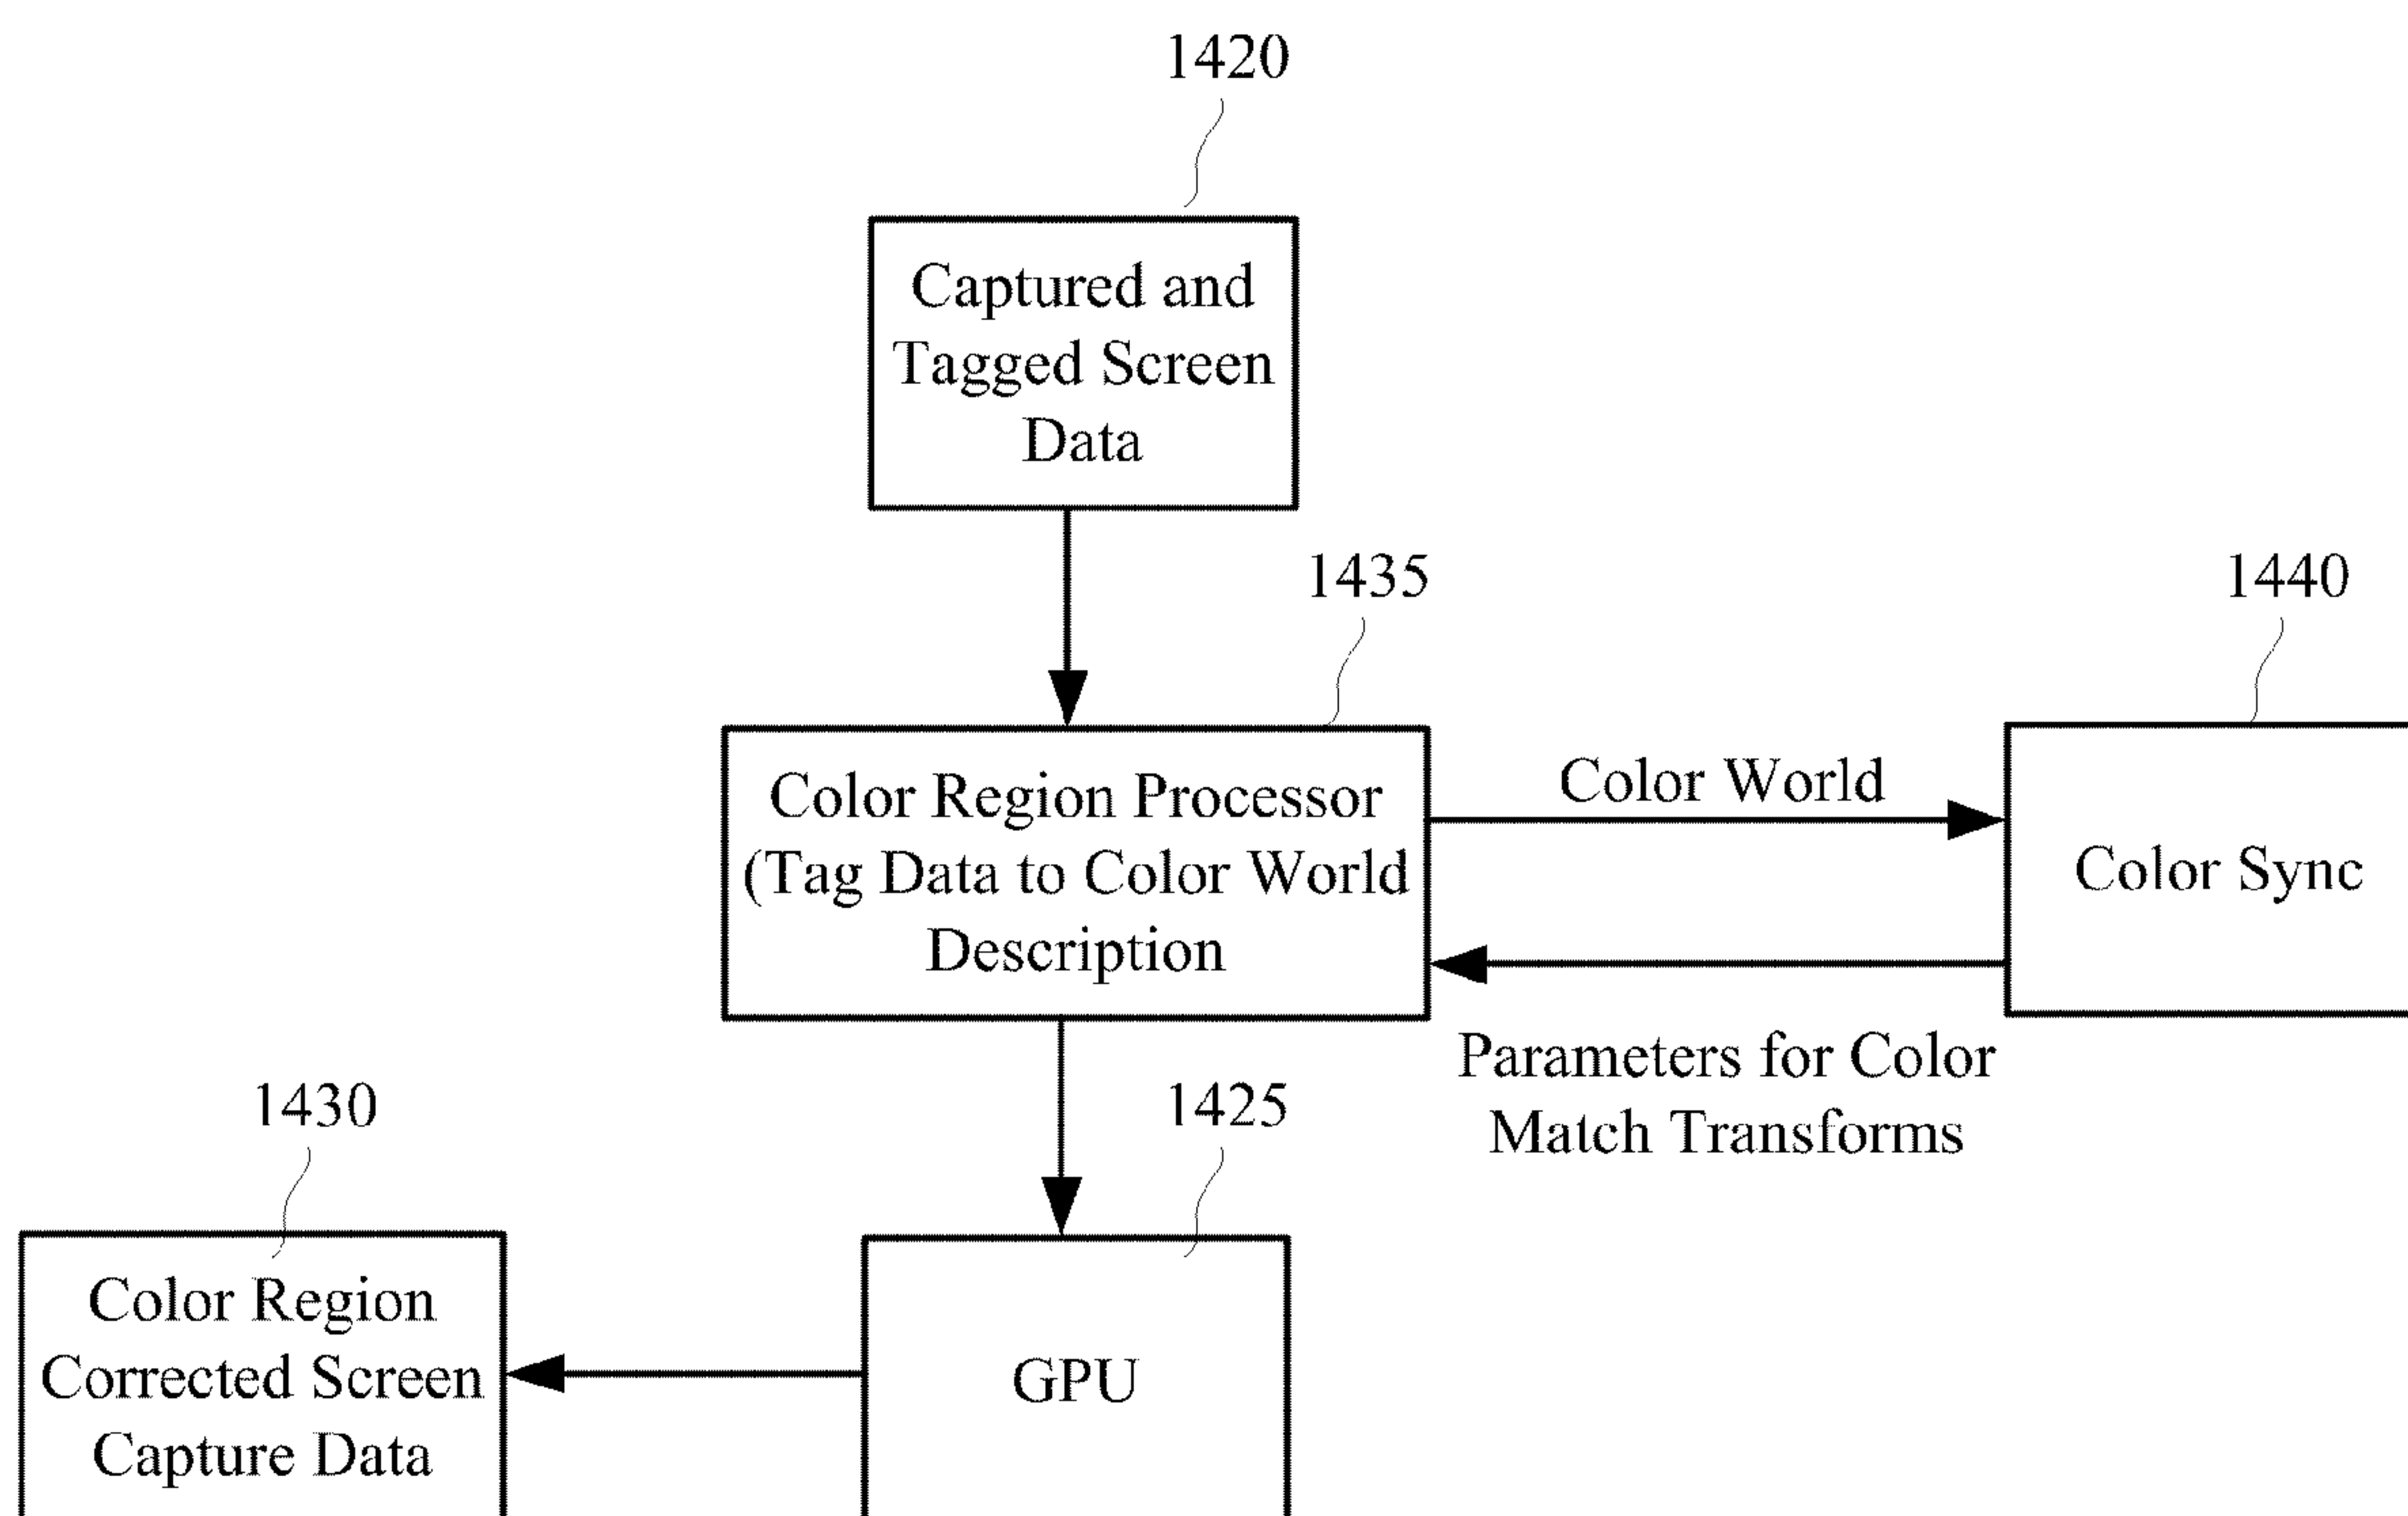 1420
Captured and
Tagged Screen
Data
1435
1440
Color Region Processor
(Tag Data to Color World
Description
Color World
Color Sync
Parameters for Color
Match Transforms
1430
1425
Color Region
Corrected Screen
Capture Data
GPU